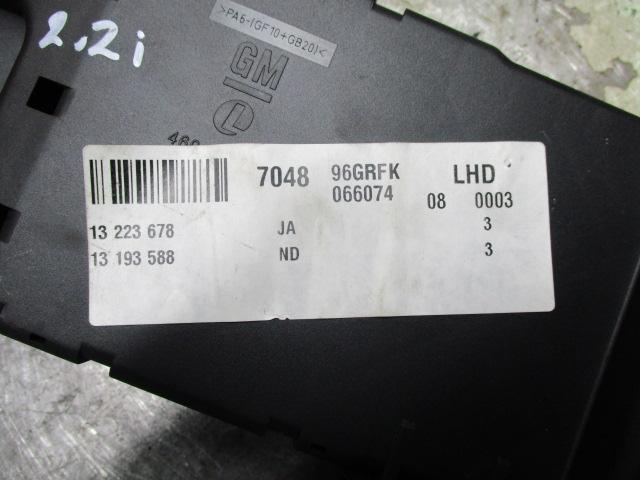 2.2i
>PA6-(GF10+GB20)<
GM
L
460
7048 96GRFK LHD
066074 08 0003
13 223 678 JA 3
13 193 588 ND 3